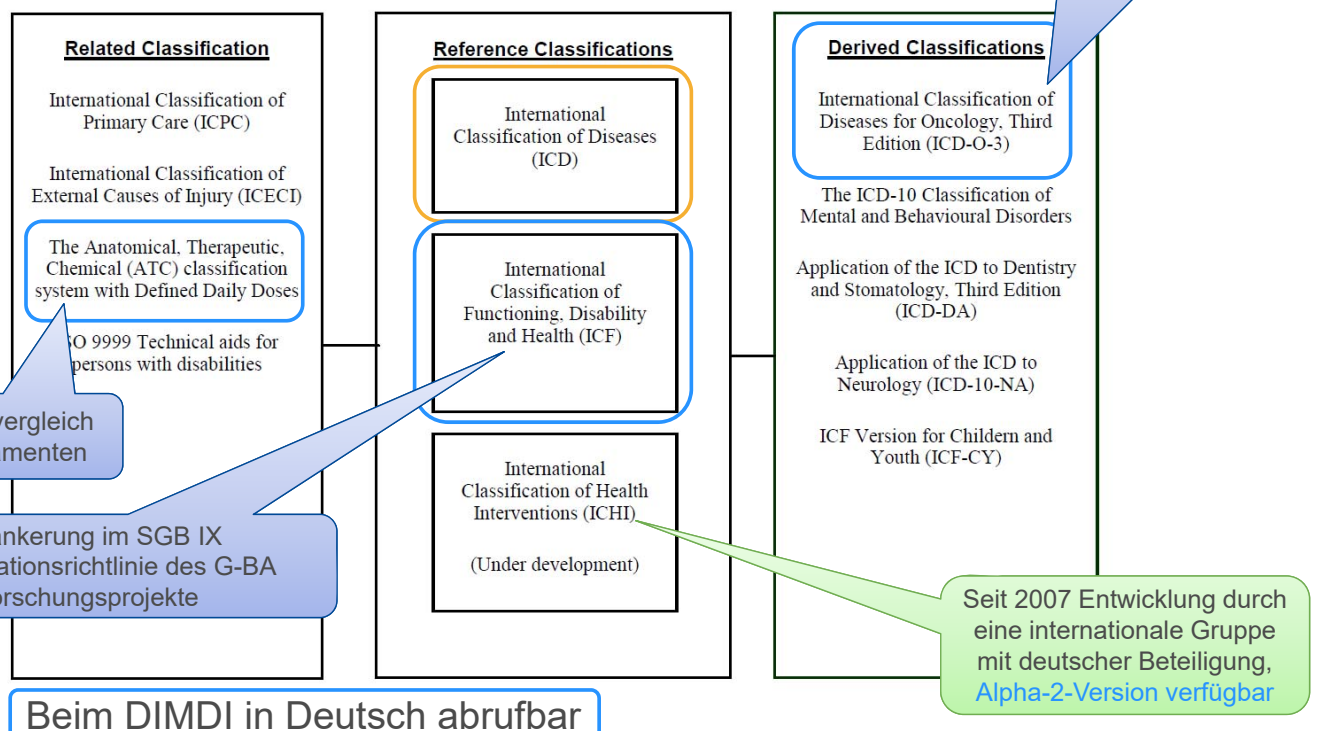 Related Classification
International Classification of
Primary Care (ICPC)
International Classification of
External Causes of Injury (ICECI)
The Anatomical, Therapeutic,
Chemical (ATC) classification
system with Defined Daily Doses
9999 Technical aids for
persons with disabilities
Reference Classifications
International
Classification of Diseases
(ICD)
International
Classification of
Functioning, Disability
and Health (ICF)
International
Classification of Health
Interventions (ICHI)
(Under development)
Derived Classifications
International Classification of
Diseases for Oncology, Third
Edition (ICD-O-3)
The ICD-10 Classification of
Mental and Behavioural Disorders
Application of the ICD to Dentistry
and Stomatology, Third Edition
(ICD-DA)
Application of the ICD to
Neurology (ICD-10-NA)
ICF Version for Childern and
Youth (ICF-CY)
vergleich
im SGB IX
des G-BA
Seit 2007 Entwicklung durch
eine internationale Gruppe
mit deutscher Beteiligung,
Alpha-2-Version verfügbar
Beim DIMDI in Deutsch abrufbar